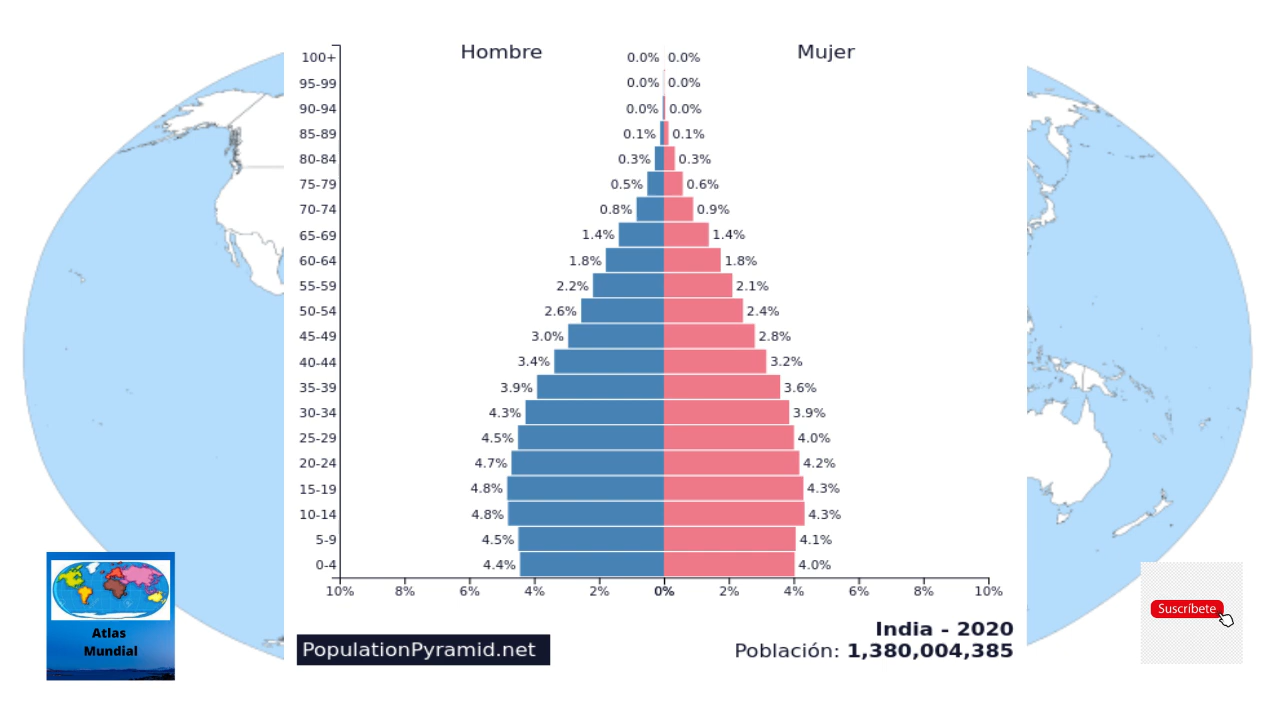 Hombre Mujer
100+ 0.0% 0.0%
95-99 0.0% 0.0%
90-94 0.0% 0.0%
85-89 0.1% 0.1%
80-84 0.3% 0.3%
75-79 0.5% 0.6%
70-74 0.8% 0.9%
65-69 1.4% 1.4%
60-64 1.8% 1.8%
55-59 2.2% 2.1%
50-54 2.6% 2.4%
45-49 3.0% 2.8%
40-44 3.4% 3.2%
35-39 3.9% 3.6%
30-34 4.3% 3.9%
25-29 4.5% 4.0%
20-24 4.7% 4.2%
15-19 4.8% 4.3%
10-14 4.8% 4.3%
5-9 4.5% 4.1%
0-4 4.4% 4.0%
10% 8% 6% 4% 2% 0% 2% 4% 6% 8% 10%
India - 2020
PopulationPyramid.net Población: 1,380,004,385
Atlas
Mundial
Suscríbete